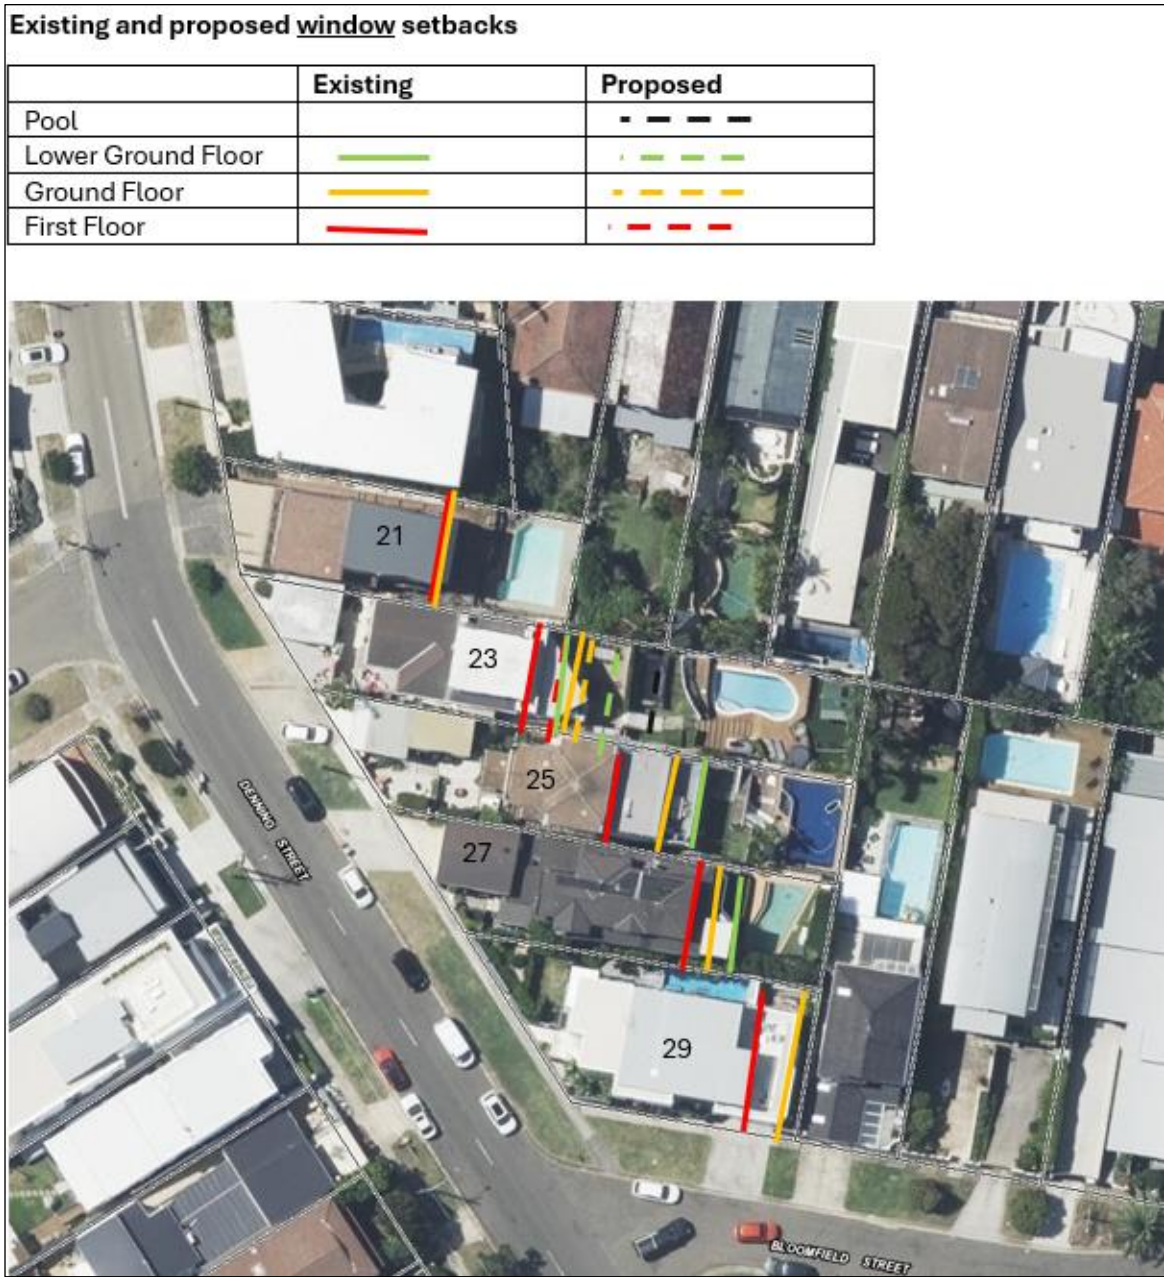 Existing and proposed window setbacks
Existing Proposed
Pool
Lower Ground Floor
Ground Floor
First Floor
21
23
25
27
29
DENNING STREET
BLOOMFIELD STREET